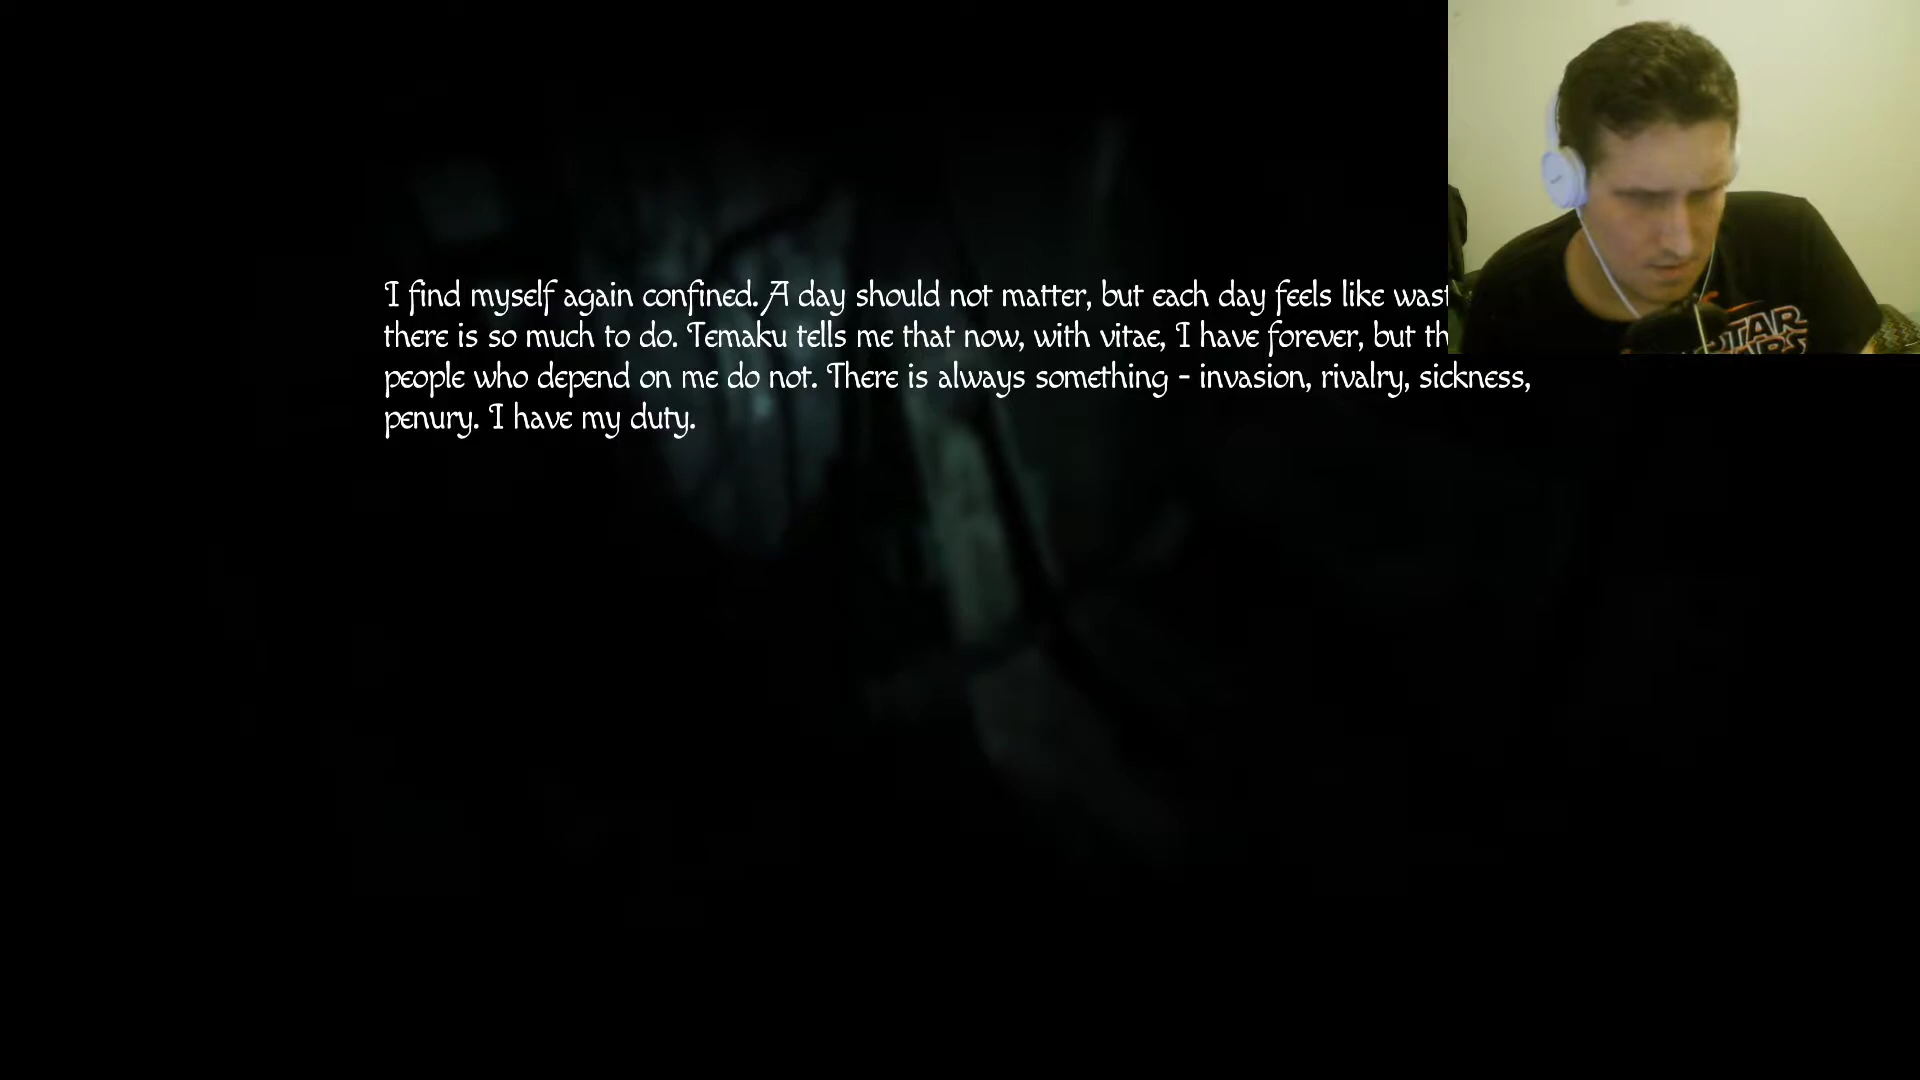 I find myself again confined. A day should not matter, but each day feels like
there is so much to do. Temaku tells me that now, with vitae, I have forever, but
people who depend on me do not. There is always something - invasion, rivalry, sickness,
penury. I have my duty.
STAR